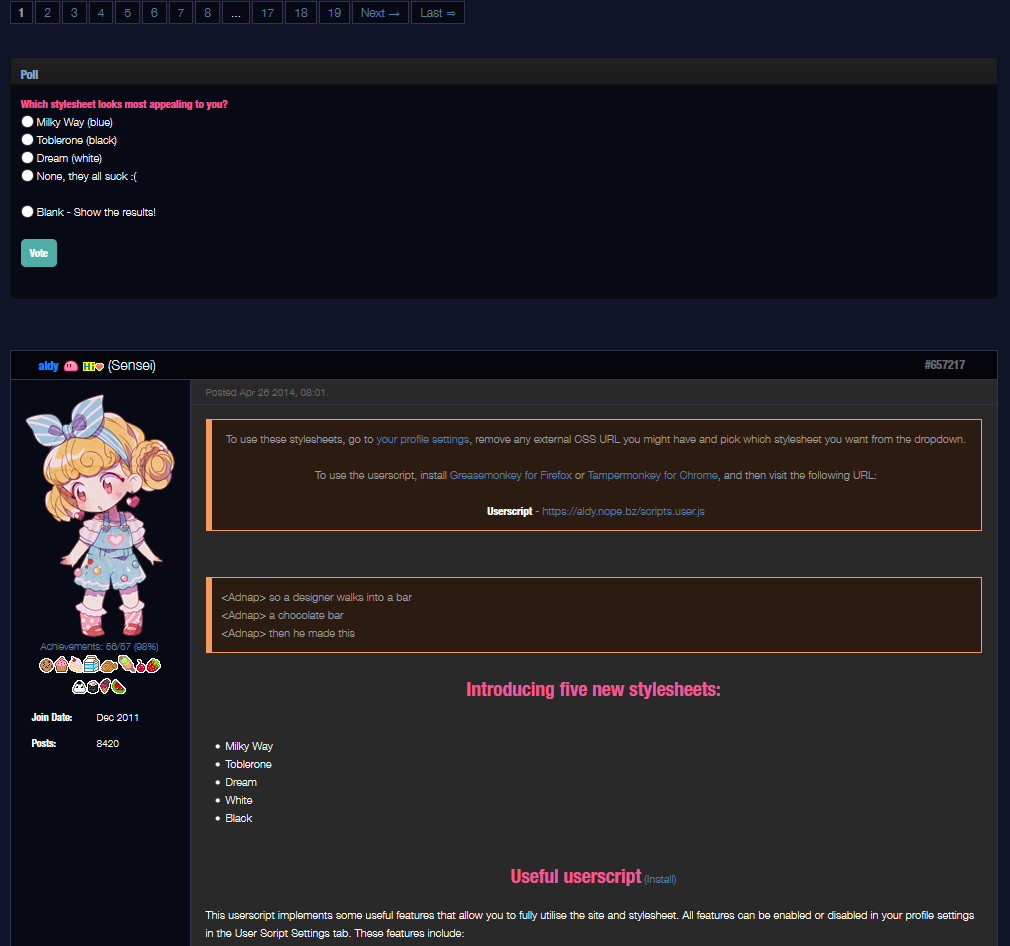 1 2 3 4 5 6 7 8 ... 17 18 19 Next → Last ⇒
Poll
Which stylesheet looks most appealing to you?
Milky Way (blue)
Toblerone (black)
Dream (white)
None, they all suck :(
Blank - Show the results!
Vote
aldy Hi (Sensei) #657217
Posted Apr 26 2014, 08:01.
To use these stylesheets, go to your profile settings, remove any external CSS URL you might have and pick which stylesheet you want from the dropdown.
To use the userscript, install Greasemonkey for Firefox or Tampermonkey for Chrome, and then visit the following URL:
Userscript - https://aldy.nope.bz/scripts.user.js
<Adnap> so a designer walks into a bar
<Adnap> a chocolate bar
<Adnap> then he made this
Achievements: 56/57 (98%)
Join Date: Dec 2011
Posts: 3420
Introducing five new stylesheets:
Milky Way
Toblerone
Dream
White
Black
Useful userscript (Install)
This userscript implements some useful features that allow you to fully utilise the site and stylesheet. All features can be enabled or disabled in your profile settings
in the User Script Settings tab. These features include: